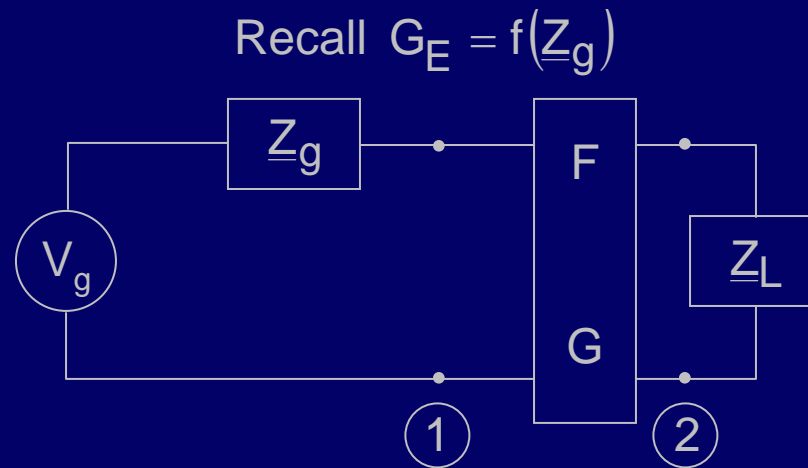 Recall G_E = f(Z_g)
Z_g
F
V_g
Z_L
G
1
2